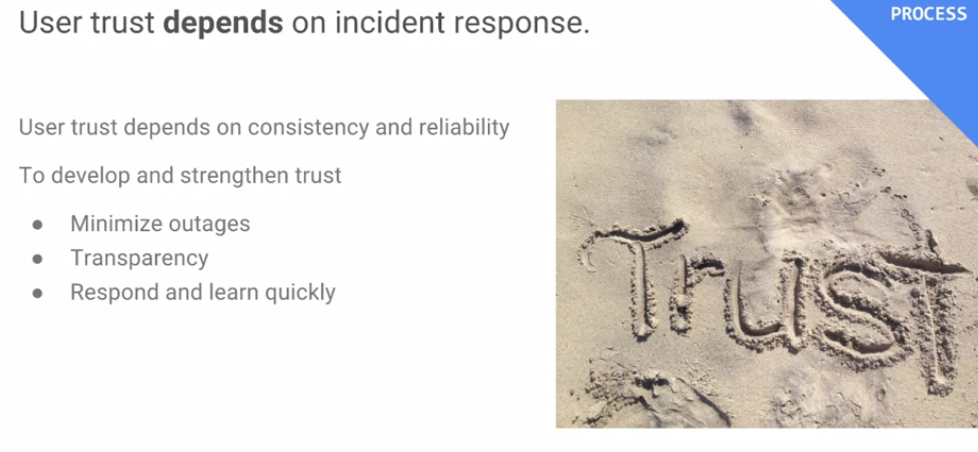 User trust depends on incident response.
PROCESS
User trust depends on consistency and reliability
To develop and strengthen trust
● Minimize outages
● Transparency
● Respond and learn quickly
Trust